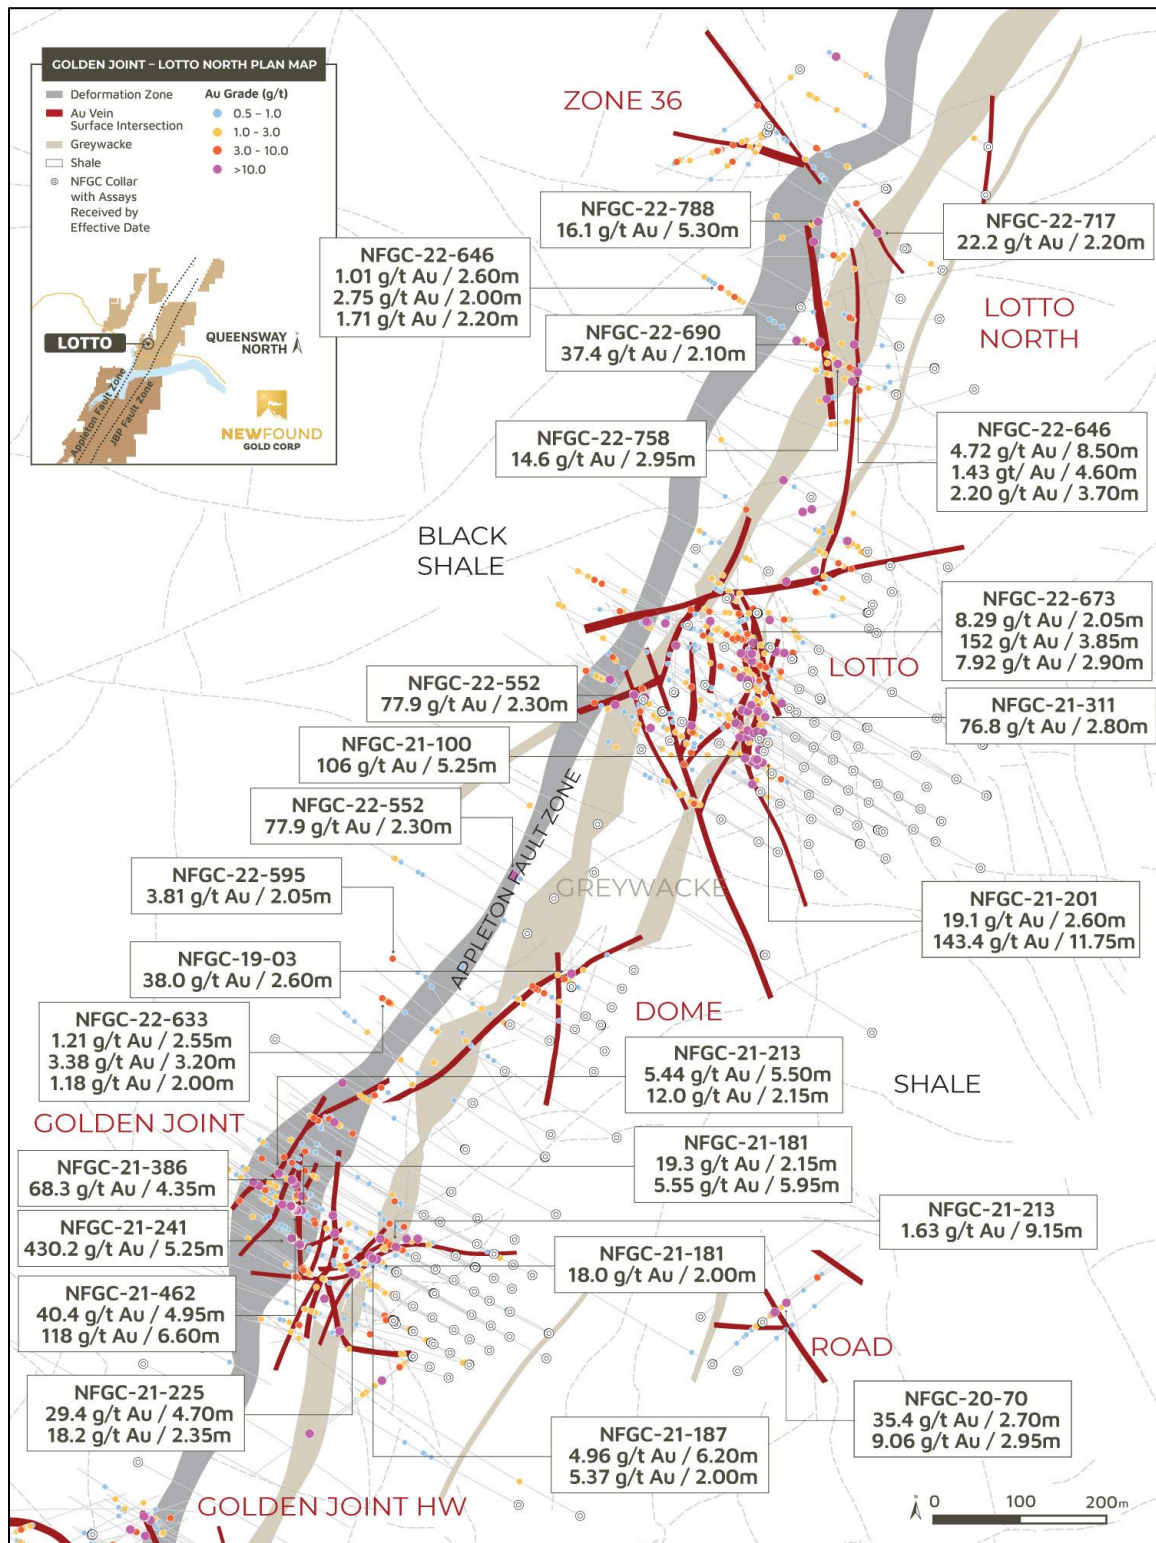 GOLDEN JOINT – LOTTO NORTH PLAN MAP
Deformation Zone
Au Vein
Surface Intersection
Greywacke
Shale
NFGC Collar
with Assays
Received by
Effective Date
Au Grade (g/t)
0.5 – 1.0
1.0 - 3.0
3.0 - 10.0
>10.0
LOTTO
QUEENSWAY
NORTH
Appleton Fault Zone
JBP Fault Zone
NEWFOUND
GOLD CORP
ZONE 36
NFGC-22-788
16.1 g/t Au / 5.30m
NFGC-22-717
22.2 g/t Au / 2.20m
NFGC-22-646
1.01 g/t Au / 2.60m
2.75 g/t Au / 2.00m
1.71 g/t Au / 2.20m
LOTTO
NORTH
NFGC-22-690
37.4 g/t Au / 2.10m
NFGC-22-758
14.6 g/t Au / 2.95m
NFGC-22-646
4.72 g/t Au / 8.50m
1.43 gt/ Au / 4.60m
2.20 g/t Au / 3.70m
BLACK
SHALE
NFGC-22-673
8.29 g/t Au / 2.05m
152 g/t Au / 3.85m
7.92 g/t Au / 2.90m
LOTTO
NFGC-22-552
77.9 g/t Au / 2.30m
NFGC-21-311
76.8 g/t Au / 2.80m
NFGC-21-100
106 g/t Au / 5.25m
NFGC-22-552
77.9 g/t Au / 2.30m
APPLETON FAULT ZONE
GREYWACKE
NFGC-22-595
3.81 g/t Au / 2.05m
NFGC-21-201
19.1 g/t Au / 2.60m
143.4 g/t Au / 11.75m
NFGC-19-03
38.0 g/t Au / 2.60m
DOME
NFGC-22-633
1.21 g/t Au / 2.55m
3.38 g/t Au / 3.20m
1.18 g/t Au / 2.00m
NFGC-21-213
5.44 g/t Au / 5.50m
12.0 g/t Au / 2.15m
SHALE
GOLDEN JOINT
NFGC-21-386
68.3 g/t Au / 4.35m
NFGC-21-181
19.3 g/t Au / 2.15m
5.55 g/t Au / 5.95m
NFGC-21-213
1.63 g/t Au / 9.15m
NFGC-21-241
430.2 g/t Au / 5.25m
NFGC-21-181
18.0 g/t Au / 2.00m
NFGC-21-462
40.4 g/t Au / 4.95m
118 g/t Au / 6.60m
ROAD
NFGC-21-225
29.4 g/t Au / 4.70m
18.2 g/t Au / 2.35m
NFGC-20-70
35.4 g/t Au / 2.70m
9.06 g/t Au / 2.95m
NFGC-21-187
4.96 g/t Au / 6.20m
5.37 g/t Au / 2.00m
GOLDEN JOINT HW
N
0 100 200m